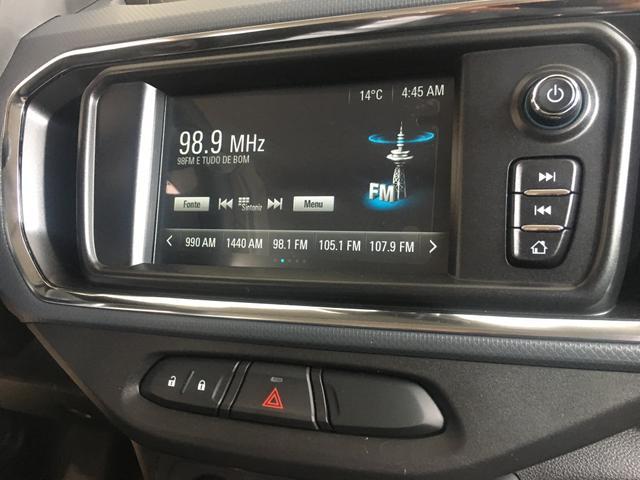 14°C 4:45 AM
98.9 MHz
98FM E TUDO DE BOM
FM
Fonte Sintonir Menu
990 AM 1440 AM 98.1 FM 105.1 FM 107.9 FM